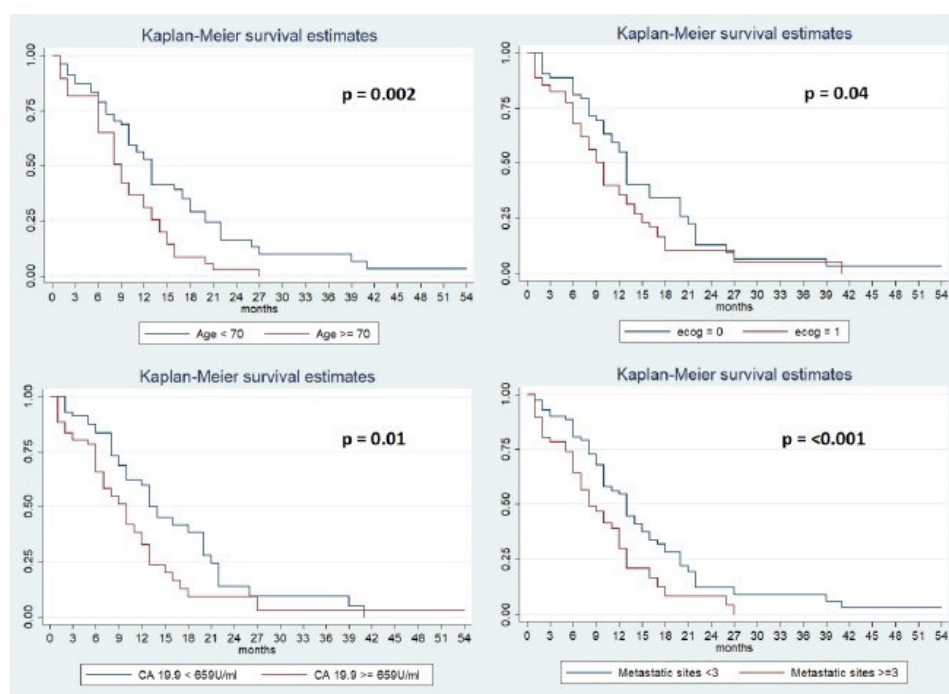 Kaplan-Meier survival estimates
p = 0.002
1.00
0.75
0.50
0.25
0.00
0 3 6 9 12 15 18 21 24 27 30 33 36 39 42 45 48 51 54
months
Age < 70 Age >= 70
Kaplan-Meier survival estimates
p = 0.04
1.00
0.75
0.50
0.25
0.00
0 3 6 9 12 15 18 21 24 27 30 33 36 39 42 45 48 51 54
months
ecog = 0 ecog = 1
Kaplan-Meier survival estimates
p = 0.01
1.00
0.75
0.50
0.25
0.00
0 3 6 9 12 15 18 21 24 27 30 33 36 39 42 45 48 51 54
months
CA 19.9 < 659U/ml CA 19.9 >= 659U/ml
Kaplan-Meier survival estimates
p = <0.001
1.00
0.75
0.50
0.25
0.00
0 3 6 9 12 15 18 21 24 27 30 33 36 39 42 45 48 51 54
months
Metastatic sites <3 Metastatic sites >=3